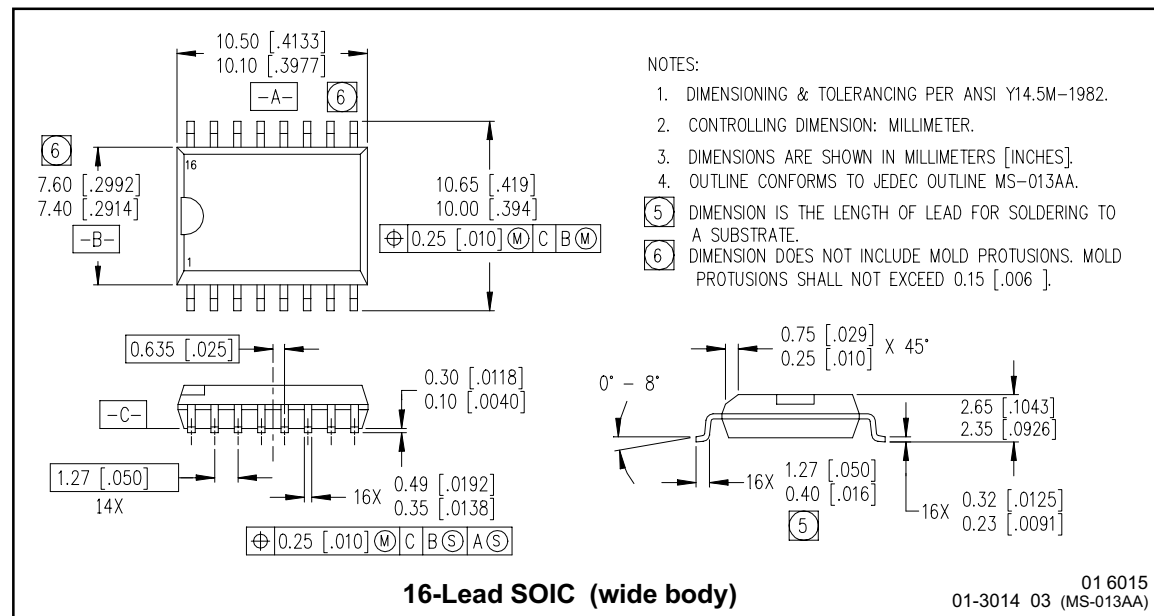 10.50 [.4133]
10.10 [.3977]
-A- 6
6
7.60 [.2992]
7.40 [.2914]
-B-
16
1
10.65 [.419]
10.00 [.394]
⌖ 0.25 [.010] Ⓜ C B Ⓜ
NOTES:
1. DIMENSIONING & TOLERANCING PER ANSI Y14.5M-1982.
2. CONTROLLING DIMENSION: MILLIMETER.
3. DIMENSIONS ARE SHOWN IN MILLIMETERS [INCHES].
4. OUTLINE CONFORMS TO JEDEC OUTLINE MS-013AA.
5 DIMENSION IS THE LENGTH OF LEAD FOR SOLDERING TO
A SUBSTRATE.
6 DIMENSION DOES NOT INCLUDE MOLD PROTUSIONS. MOLD
PROTUSIONS SHALL NOT EXCEED 0.15 [.006 ].
0.635 [.025]
-C-
0.30 [.0118]
0.10 [.0040]
1.27 [.050]
14X
16X 0.49 [.0192]
0.35 [.0138]
⌖ 0.25 [.010] Ⓜ C B Ⓢ A Ⓢ
0.75 [.029]
0.25 [.010] X 45°
0° - 8°
2.65 [.1043]
2.35 [.0926]
16X 1.27 [.050]
0.40 [.016]
5
16X 0.32 [.0125]
0.23 [.0091]
16-Lead SOIC (wide body)
01 6015
01-3014 03 (MS-013AA)